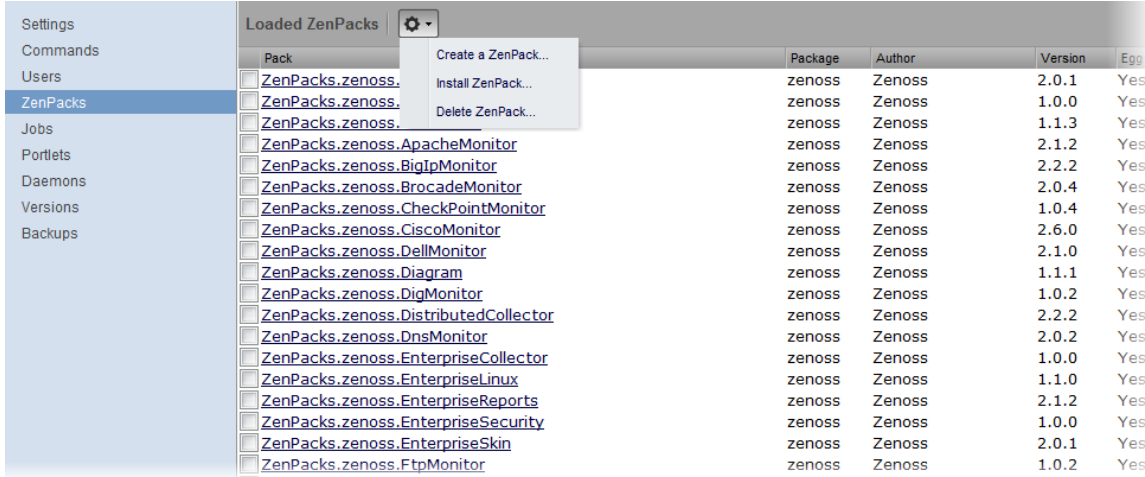 Settings
Commands
Users
ZenPacks
Jobs
Portlets
Daemons
Versions
Backups
Loaded ZenPacks
Create a ZenPack...
Install ZenPack...
Delete ZenPack...
Pack Package Author Version Egg
ZenPacks.zenoss. zenoss Zenoss 2.0.1 Yes
ZenPacks.zenoss. zenoss Zenoss 1.0.0 Yes
ZenPacks.zenoss. zenoss Zenoss 1.1.3 Yes
ZenPacks.zenoss.ApacheMonitor zenoss Zenoss 2.1.2 Yes
ZenPacks.zenoss.BigIpMonitor zenoss Zenoss 2.2.2 Yes
ZenPacks.zenoss.BrocadeMonitor zenoss Zenoss 2.0.4 Yes
ZenPacks.zenoss.CheckPointMonitor zenoss Zenoss 1.0.4 Yes
ZenPacks.zenoss.CiscoMonitor zenoss Zenoss 2.6.0 Yes
ZenPacks.zenoss.DellMonitor zenoss Zenoss 2.1.0 Yes
ZenPacks.zenoss.Diagram zenoss Zenoss 1.1.1 Yes
ZenPacks.zenoss.DigMonitor zenoss Zenoss 1.0.2 Yes
ZenPacks.zenoss.DistributedCollector zenoss Zenoss 2.2.2 Yes
ZenPacks.zenoss.DnsMonitor zenoss Zenoss 2.0.2 Yes
ZenPacks.zenoss.EnterpriseCollector zenoss Zenoss 1.0.0 Yes
ZenPacks.zenoss.EnterpriseLinux zenoss Zenoss 1.1.0 Yes
ZenPacks.zenoss.EnterpriseReports zenoss Zenoss 2.1.2 Yes
ZenPacks.zenoss.EnterpriseSecurity zenoss Zenoss 1.0.0 Yes
ZenPacks.zenoss.EnterpriseSkin zenoss Zenoss 2.0.1 Yes
ZenPacks.zenoss.FtpMonitor zenoss Zenoss 1.0.2 Yes